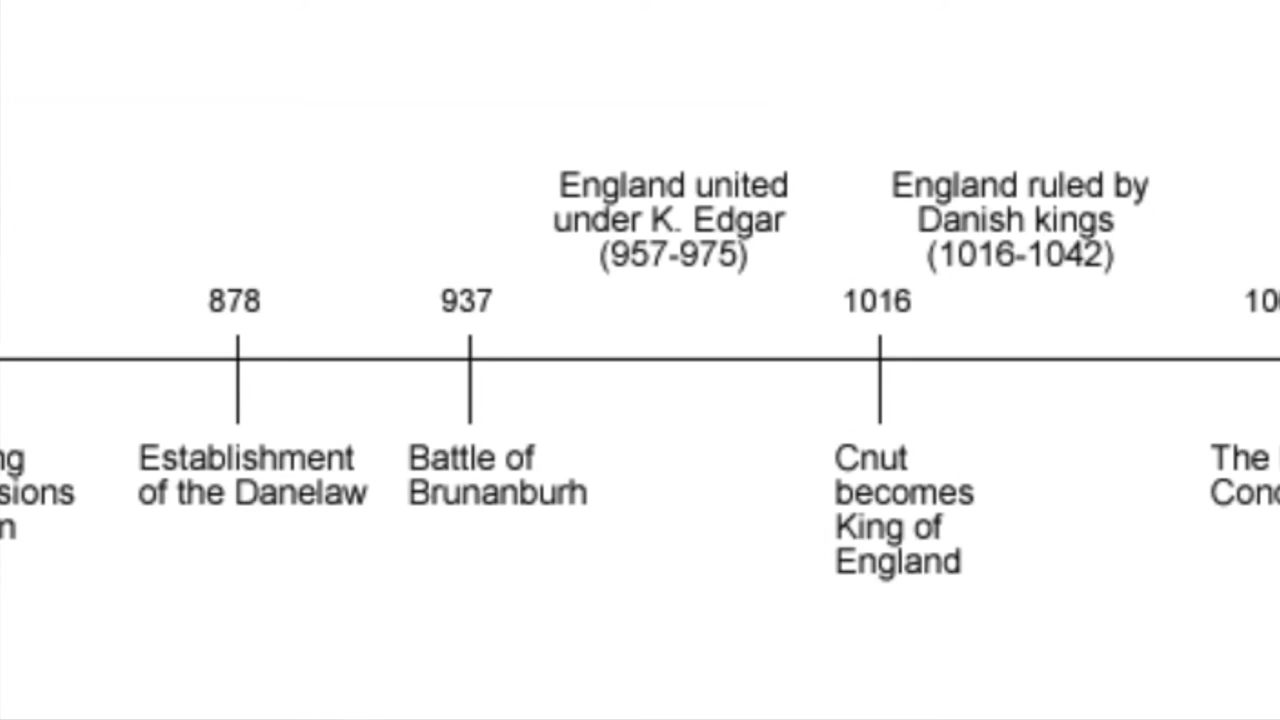 England united
under K. Edgar
(957-975)
England ruled by
Danish kings
(1016-1042)
878
937
1016
Establishment
of the Danelaw
Battle of
Brunanburh
Cnut
becomes
King of
England
The